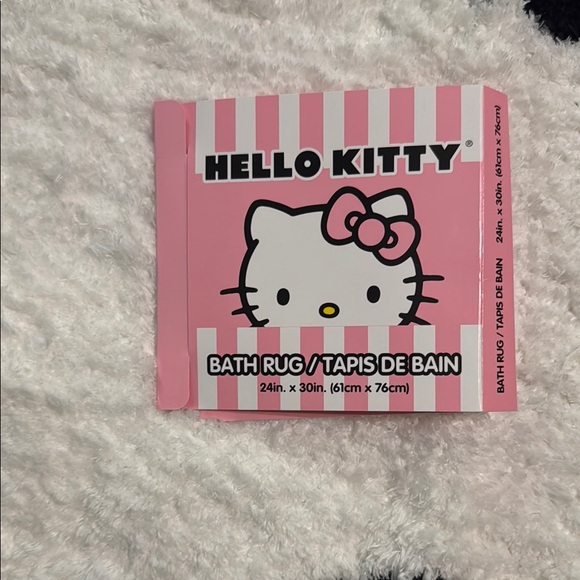 HELLO KITTY®
BATH RUG / TAPIS DE BAIN
24in. x 30in. (61cm x 76cm)
BATH RUG / TAPIS DE BAIN 24in. x 30in. (61cm x 76cm)